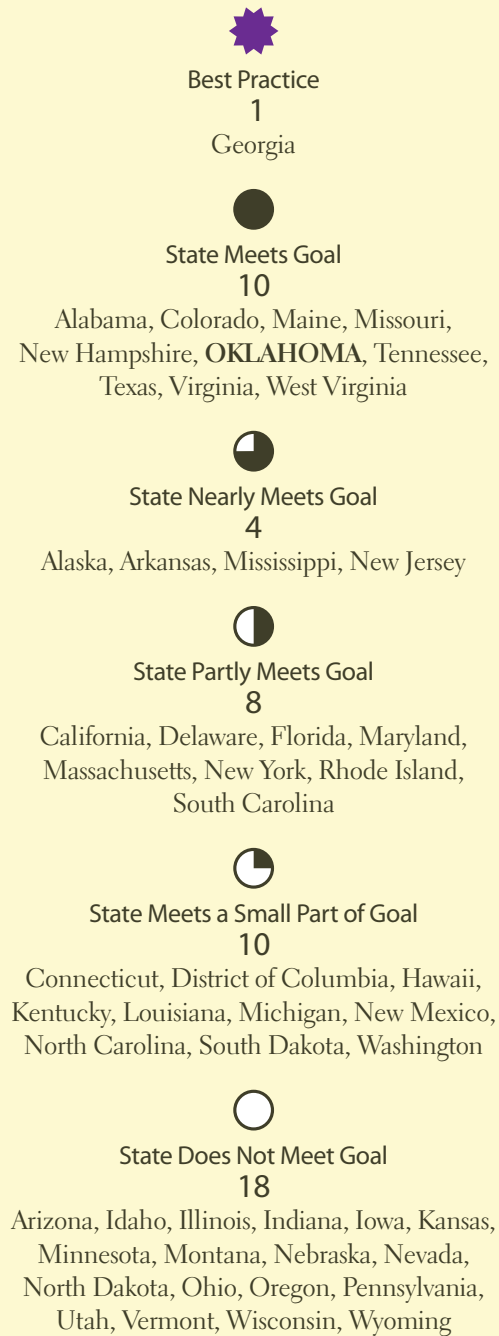 Best Practice
1
Georgia
State Meets Goal
10
Alabama, Colorado, Maine, Missouri,
New Hampshire, OKLAHOMA, Tennessee,
Texas, Virginia, West Virginia
State Nearly Meets Goal
4
Alaska, Arkansas, Mississippi, New Jersey
State Partly Meets Goal
8
California, Delaware, Florida, Maryland,
Massachusetts, New York, Rhode Island,
South Carolina
State Meets a Small Part of Goal
10
Connecticut, District of Columbia, Hawaii,
Kentucky, Louisiana, Michigan, New Mexico,
North Carolina, South Dakota, Washington
State Does Not Meet Goal
18
Arizona, Idaho, Illinois, Indiana, Iowa, Kansas,
Minnesota, Montana, Nebraska, Nevada,
North Dakota, Ohio, Oregon, Pennsylvania,
Utah, Vermont, Wisconsin, Wyoming